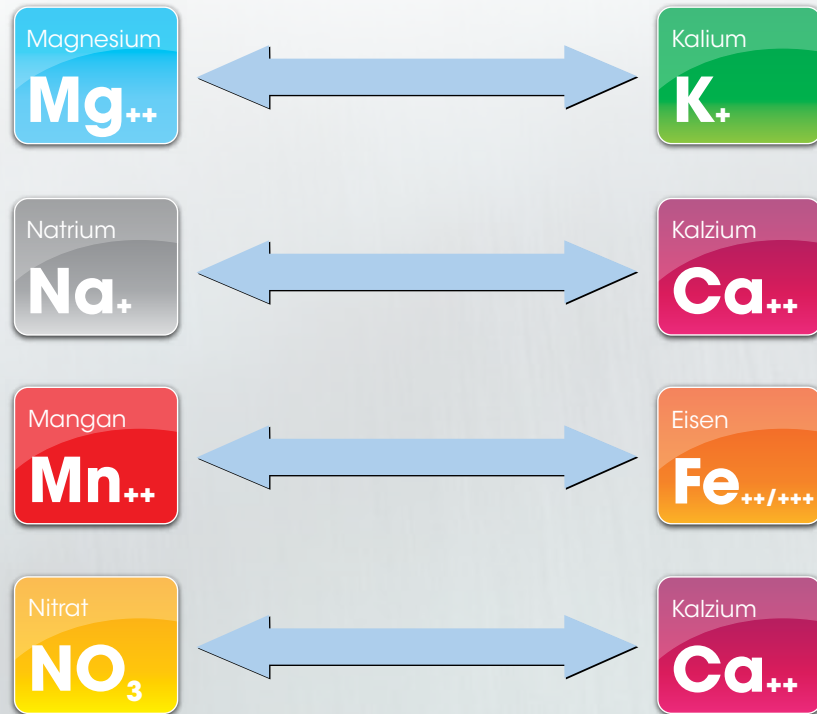 Magnesium
Mg++
Kalium
K+
Natrium
Na+
Kalzium
Ca++
Mangan
Mn++
Eisen
Fe++/+++
Nitrat
NO3
Kalzium
Ca++